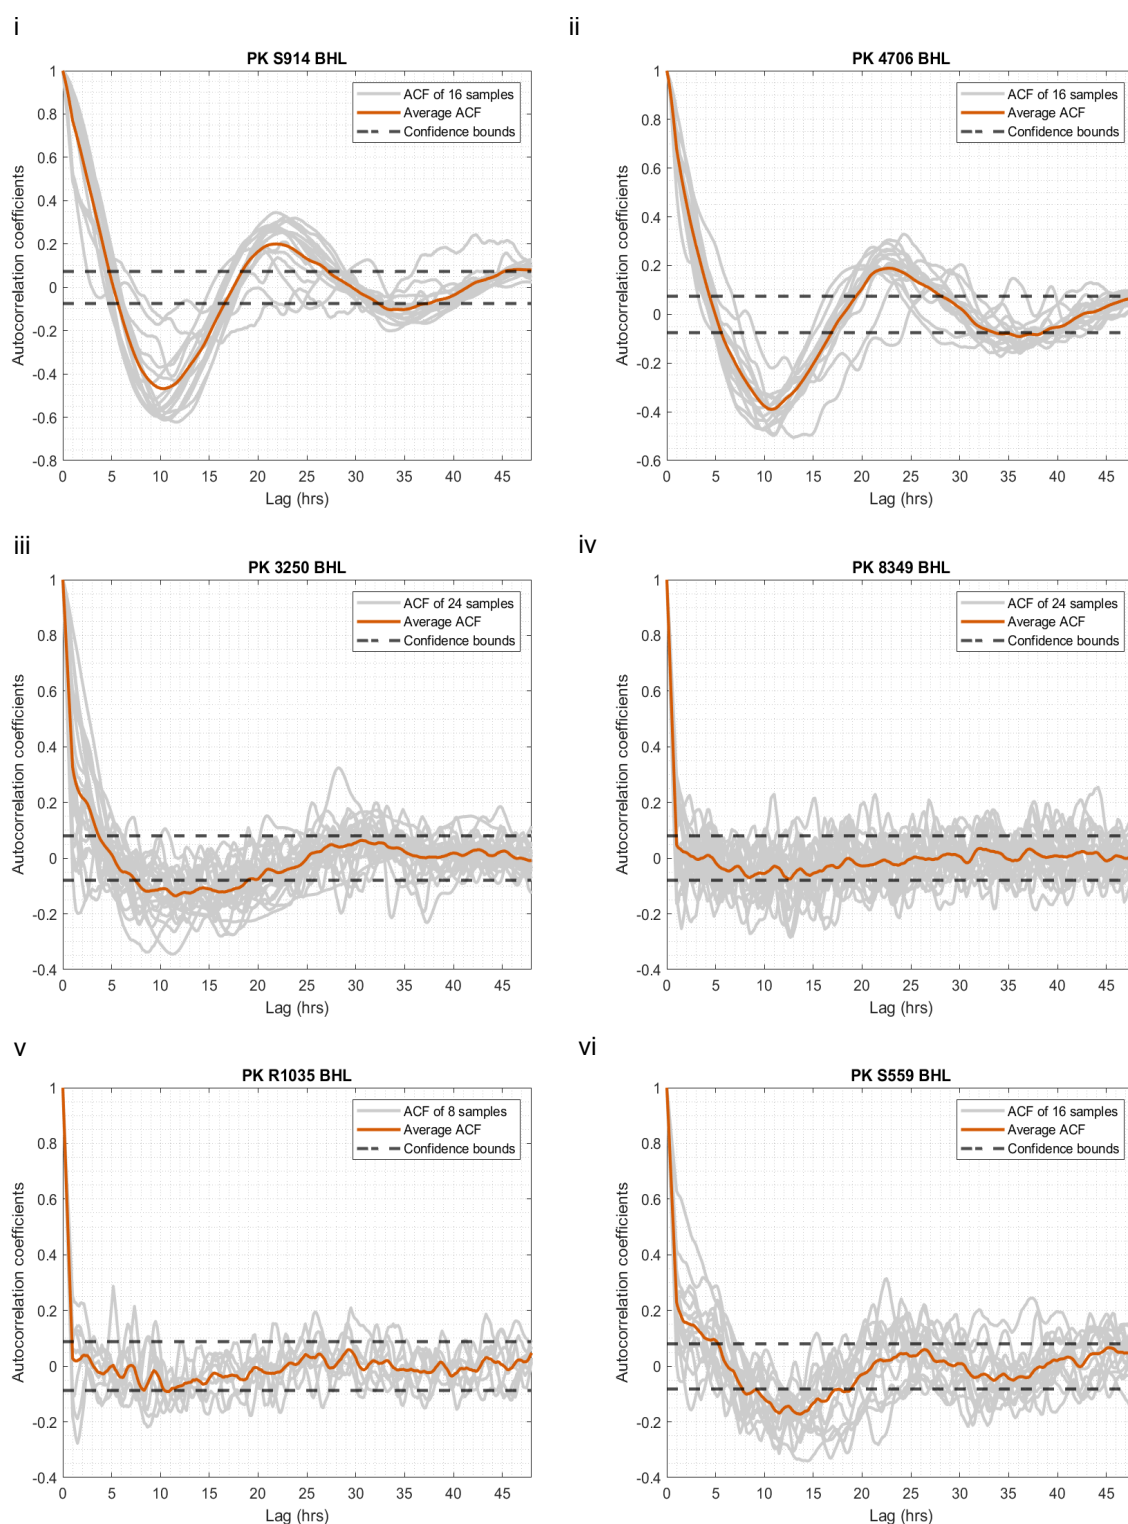 i
PK S914 BHL
ACF of 16 samples
Average ACF
Confidence bounds
Autocorrelation coefficients
1
0.8
0.6
0.4
0.2
0
-0.2
-0.4
-0.6
-0.8
0 5 10 15 20 25 30 35 40 45
Lag (hrs)
ii
PK 4706 BHL
ACF of 16 samples
Average ACF
Confidence bounds
Autocorrelation coefficients
1
0.8
0.6
0.4
0.2
0
-0.2
-0.4
-0.6
0 5 10 15 20 25 30 35 40 45
Lag (hrs)
iii
PK 3250 BHL
ACF of 24 samples
Average ACF
Confidence bounds
Autocorrelation coefficients
1
0.8
0.6
0.4
0.2
0
-0.2
-0.4
0 5 10 15 20 25 30 35 40 45
Lag (hrs)
iv
PK 8349 BHL
ACF of 24 samples
Average ACF
Confidence bounds
Autocorrelation coefficients
1
0.8
0.6
0.4
0.2
0
-0.2
-0.4
0 5 10 15 20 25 30 35 40 45
Lag (hrs)
v
PK R1035 BHL
ACF of 8 samples
Average ACF
Confidence bounds
Autocorrelation coefficients
1
0.8
0.6
0.4
0.2
0
-0.2
-0.4
0 5 10 15 20 25 30 35 40 45
Lag (hrs)
vi
PK S559 BHL
ACF of 16 samples
Average ACF
Confidence bounds
Autocorrelation coefficients
1
0.8
0.6
0.4
0.2
0
-0.2
-0.4
0 5 10 15 20 25 30 35 40 45
Lag (hrs)